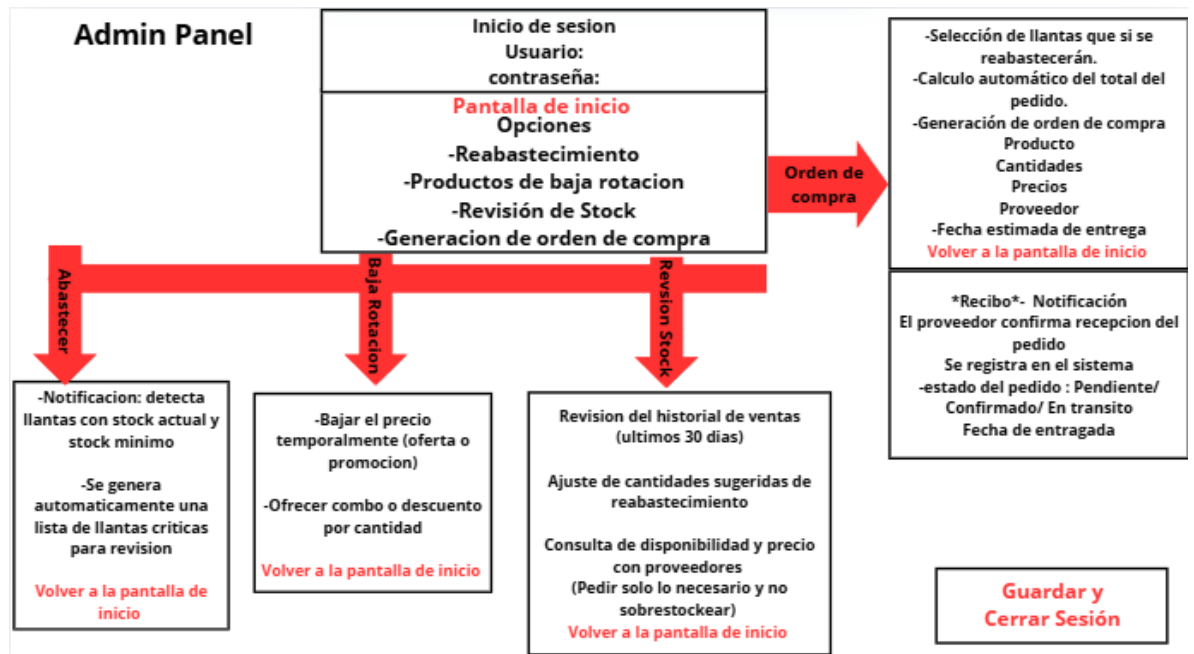 Admin Panel
Inicio de sesion
Usuario:
contraseña:
Pantalla de inicio
Opciones
-Reabastecimiento
-Productos de baja rotacion
-Revisión de Stock
-Generacion de orden de compra
Orden de
compra
-Selección de llantas que si se
reabastecerán.
-Calculo automático del total del
pedido.
-Generación de orden de compra
Producto
Cantidades
Precios
Proveedor
-Fecha estimada de entrega
Volver a la pantalla de inicio
*Recibo*- Notificación
El proveedor confirma recepcion del
pedido
Se registra en el sistema
-estado del pedido : Pendiente/
Confirmado/ En transito
Fecha de entragada
Abastecer
Baja Rotacion
Revsion Stock
-Notificacion: detecta
llantas con stock actual y
stock minimo
-Se genera
automaticamente una
lista de llantas criticas
para revision
Volver a la pantalla de
inicio
-Bajar el precio
temporalmente (oferta o
promocion)
-Ofrecer combo o descuento
por cantidad
Volver a la pantalla de inicio
Revision del historial de ventas
(ultimos 30 dias)
Ajuste de cantidades sugeridas de
reabastecimiento
Consulta de disponibilidad y precio
con proveedores
(Pedir solo lo necesario y no
sobrestockear)
Volver a la pantalla de inicio
Guardar y
Cerrar Sesión